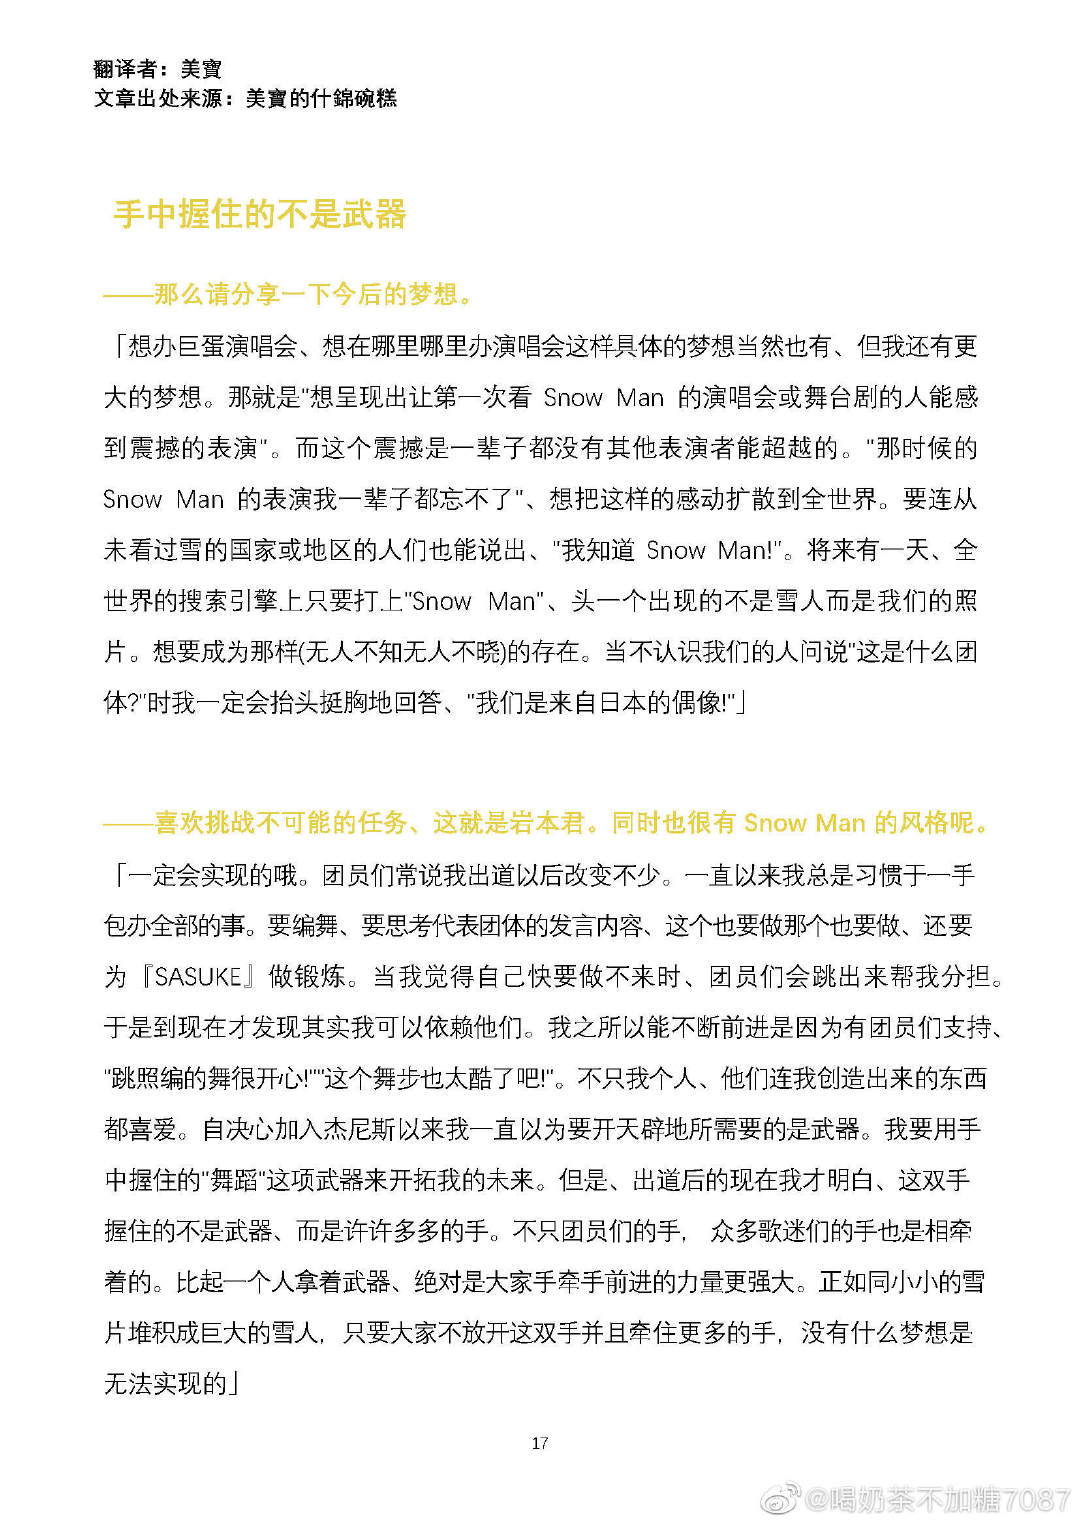 翻译者：美寶
文章出处来源：美寶的什錦碗糕
手中握住的不是武器
——那么请分享一下今后的梦想。
「想办巨蛋演唱会、想在哪里哪里办演唱会这样具体的梦想当然也有、但我还有更
大的梦想。那就是"想呈现出让第一次看 Snow Man 的演唱会或舞台剧的人能感
到震撼的表演"。而这个震撼是一辈子都没有其他表演者能超越的。"那时候的
Snow Man 的表演我一辈子都忘不了"、想把这样的感动扩散到全世界。要连从
未看过雪的国家或地区的人们也能说出、"我知道 Snow Man!"。将来有一天、全
世界的搜索引擎上只要打上"Snow Man"、头一个出现的不是雪人而是我们的照
片。想要成为那样(无人不知无人不晓)的存在。当不认识我们的人问说"这是什么团
体?"时我一定会抬头挺胸地回答、"我们是来自日本的偶像!"」
——喜欢挑战不可能的任务、这就是岩本君。同时也很有 Snow Man 的风格呢。
「一定会实现的哦。团员们常说我出道以后改变不少。一直以来我总是习惯于一手
包办全部的事。要编舞、要思考代表团体的发言内容、这个也要做那个也要做、还要
为『SASUKE』做锻炼。当我觉得自己快要做不来时、团员们会跳出来帮我分担。
于是到现在才发现其实我可以依赖他们。我之所以能不断前进是因为有团员们支持、
"跳照编的舞很开心!""这个舞步也太酷了吧!"。不只我个人、他们连我创造出来的东西
都喜爱。自决心加入杰尼斯以来我一直以为要开天辟地所需要的是武器。我要用手
中握住的"舞蹈"这项武器来开拓我的未来。但是、出道后的现在我才明白、这双手
握住的不是武器、而是许许多多的手。不只团员们的手， 众多歌迷们的手也是相牵
着的。比起一个人拿着武器、绝对是大家手牵手前进的力量更强大。正如同小小的雪
片堆积成巨大的雪人，只要大家不放开这双手并且牵住更多的手，没有什么梦想是
无法实现的」
17
@喝奶茶不加糖7087